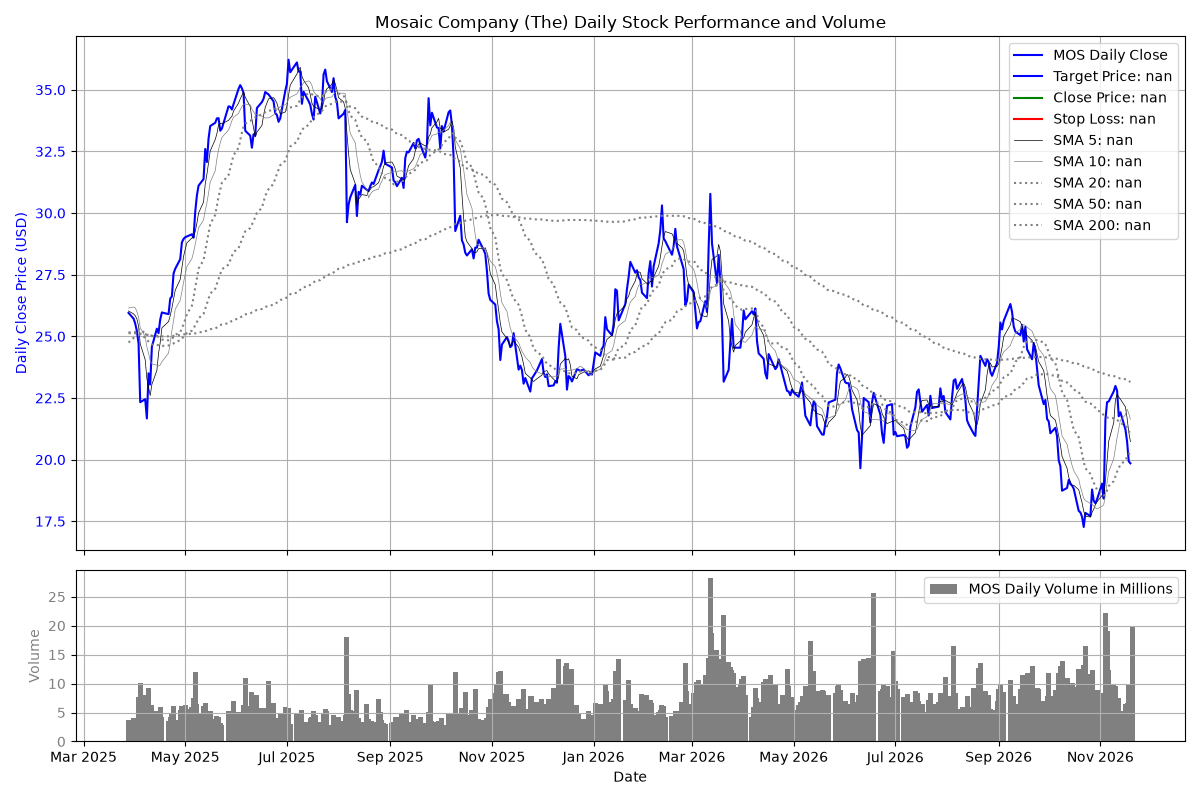 Mosaic Company (The) Daily Stock Performance and Volume
Daily Close Price (USD)
35.0
32.5
30.0
27.5
25.0
22.5
20.0
17.5
MOS Daily Close
Target Price: nan
Close Price: nan
Stop Loss: nan
SMA 5: nan
SMA 10: nan
SMA 20: nan
SMA 50: nan
SMA 200: nan
Volume
25
20
15
10
5
0
MOS Daily Volume in Millions
Mar 2025 May 2025 Jul 2025 Sep 2025 Nov 2025 Jan 2026 Mar 2026 May 2026 Jul 2026 Sep 2026 Nov 2026
Date